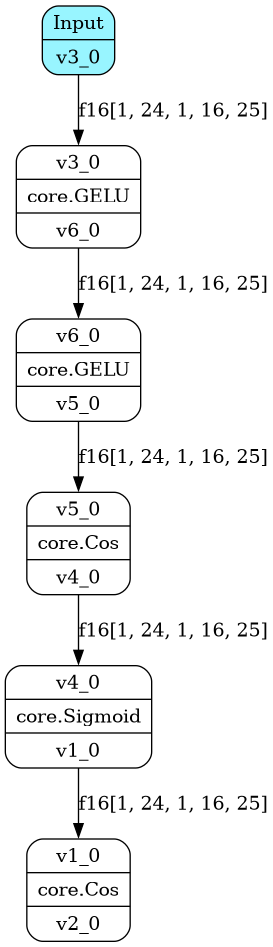 Input
v3_0
f16[1, 24, 1, 16, 25]
v3_0
core.GELU
v6_0
f16[1, 24, 1, 16, 25]
v6_0
core.GELU
v5_0
f16[1, 24, 1, 16, 25]
v5_0
core.Cos
v4_0
f16[1, 24, 1, 16, 25]
v4_0
core.Sigmoid
v1_0
f16[1, 24, 1, 16, 25]
v1_0
core.Cos
v2_0